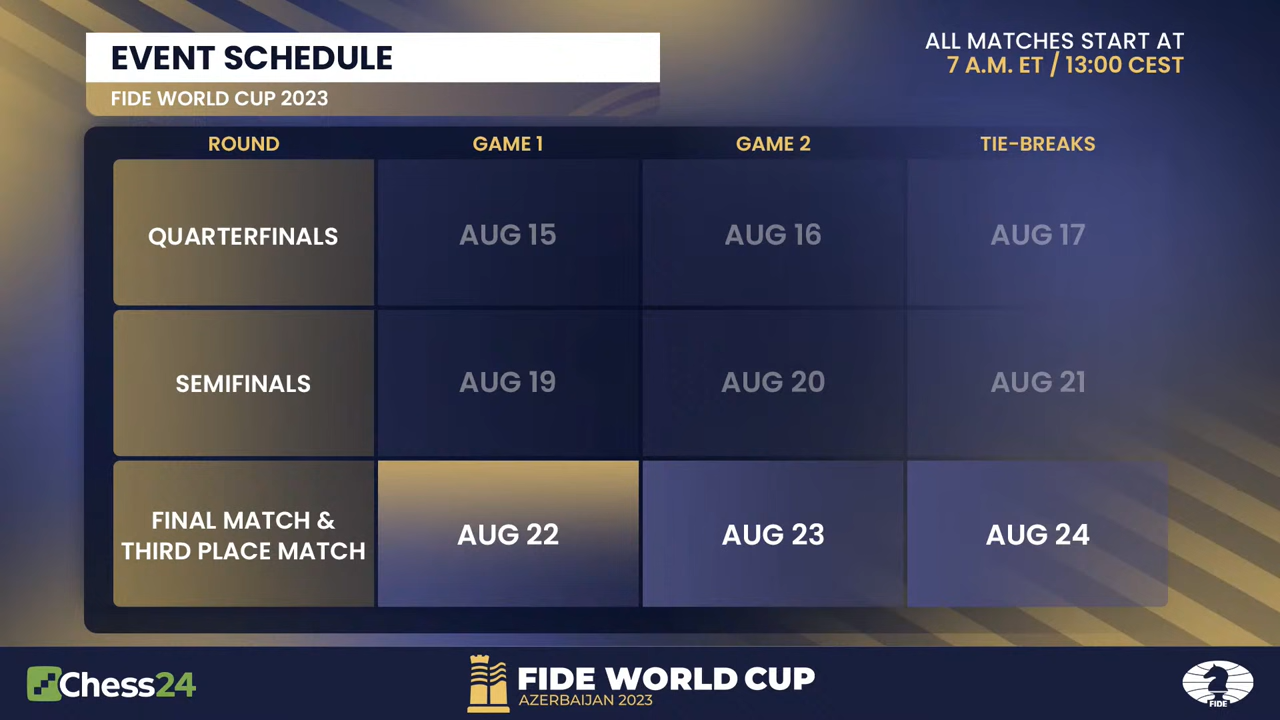 EVENT SCHEDULE
FIDE WORLD CUP 2023
ALL MATCHES START AT
7 A.M. ET / 13:00 CEST
ROUND GAME 1 GAME 2 TIE-BREAKS
QUARTERFINALS AUG 15 AUG 16 AUG 17
SEMIFINALS AUG 19 AUG 20 AUG 21
FINAL MATCH &
THIRD PLACE MATCH AUG 22 AUG 23 AUG 24
Chess24
FIDE WORLD CUP
AZERBAIJAN 2023
FIDE